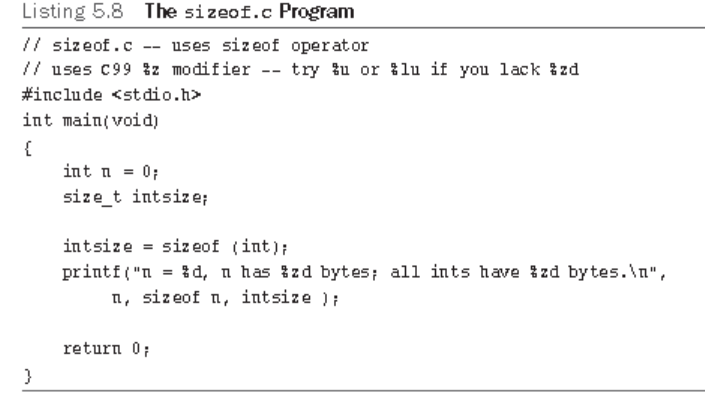 Listing 5.8 The sizeof.c Program
// sizeof.c -- uses sizeof operator
// uses C99 %z modifier -- try %u or %lu if you lack %zd
#include <stdio.h>
int main(void)
{
    int n = 0;
    size_t intsize;

    intsize = sizeof (int);
    printf("n = %d, n has %zd bytes; all ints have %zd bytes.\n",
         n, sizeof n, intsize );

    return 0;
}